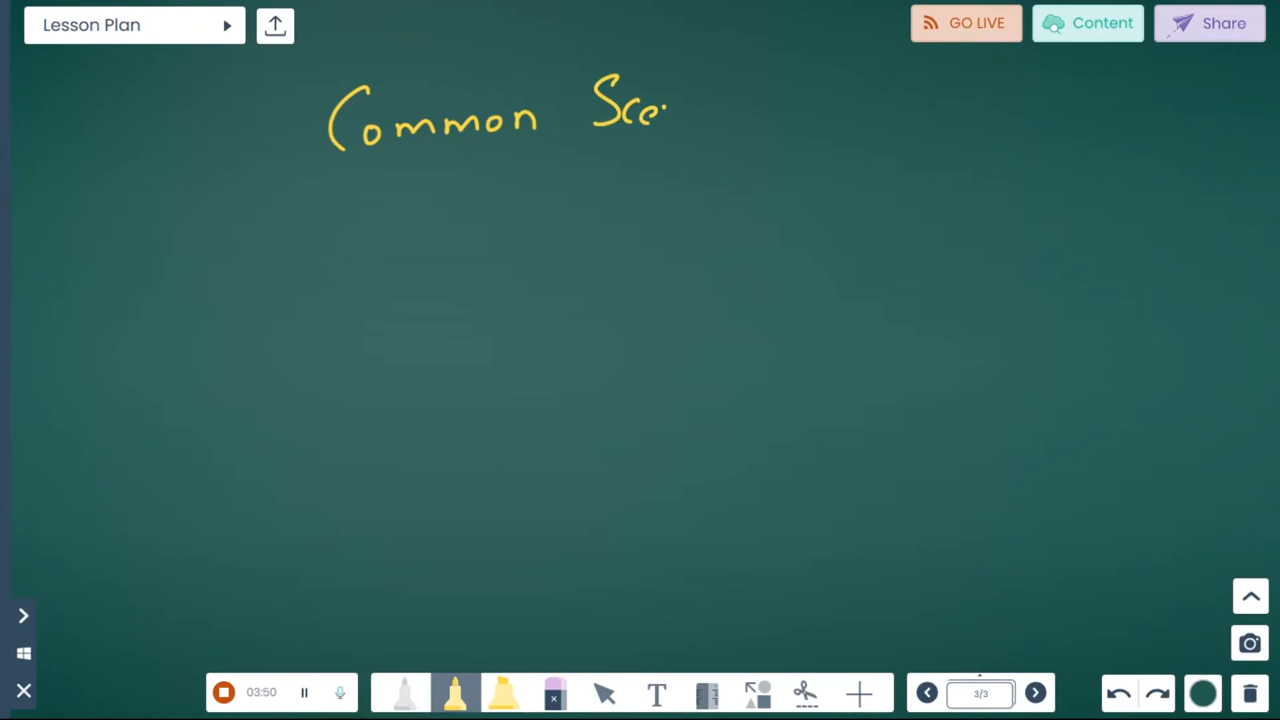 Lesson Plan
GO LIVE
Content
Share
Common Sce
03:50
T
3/3